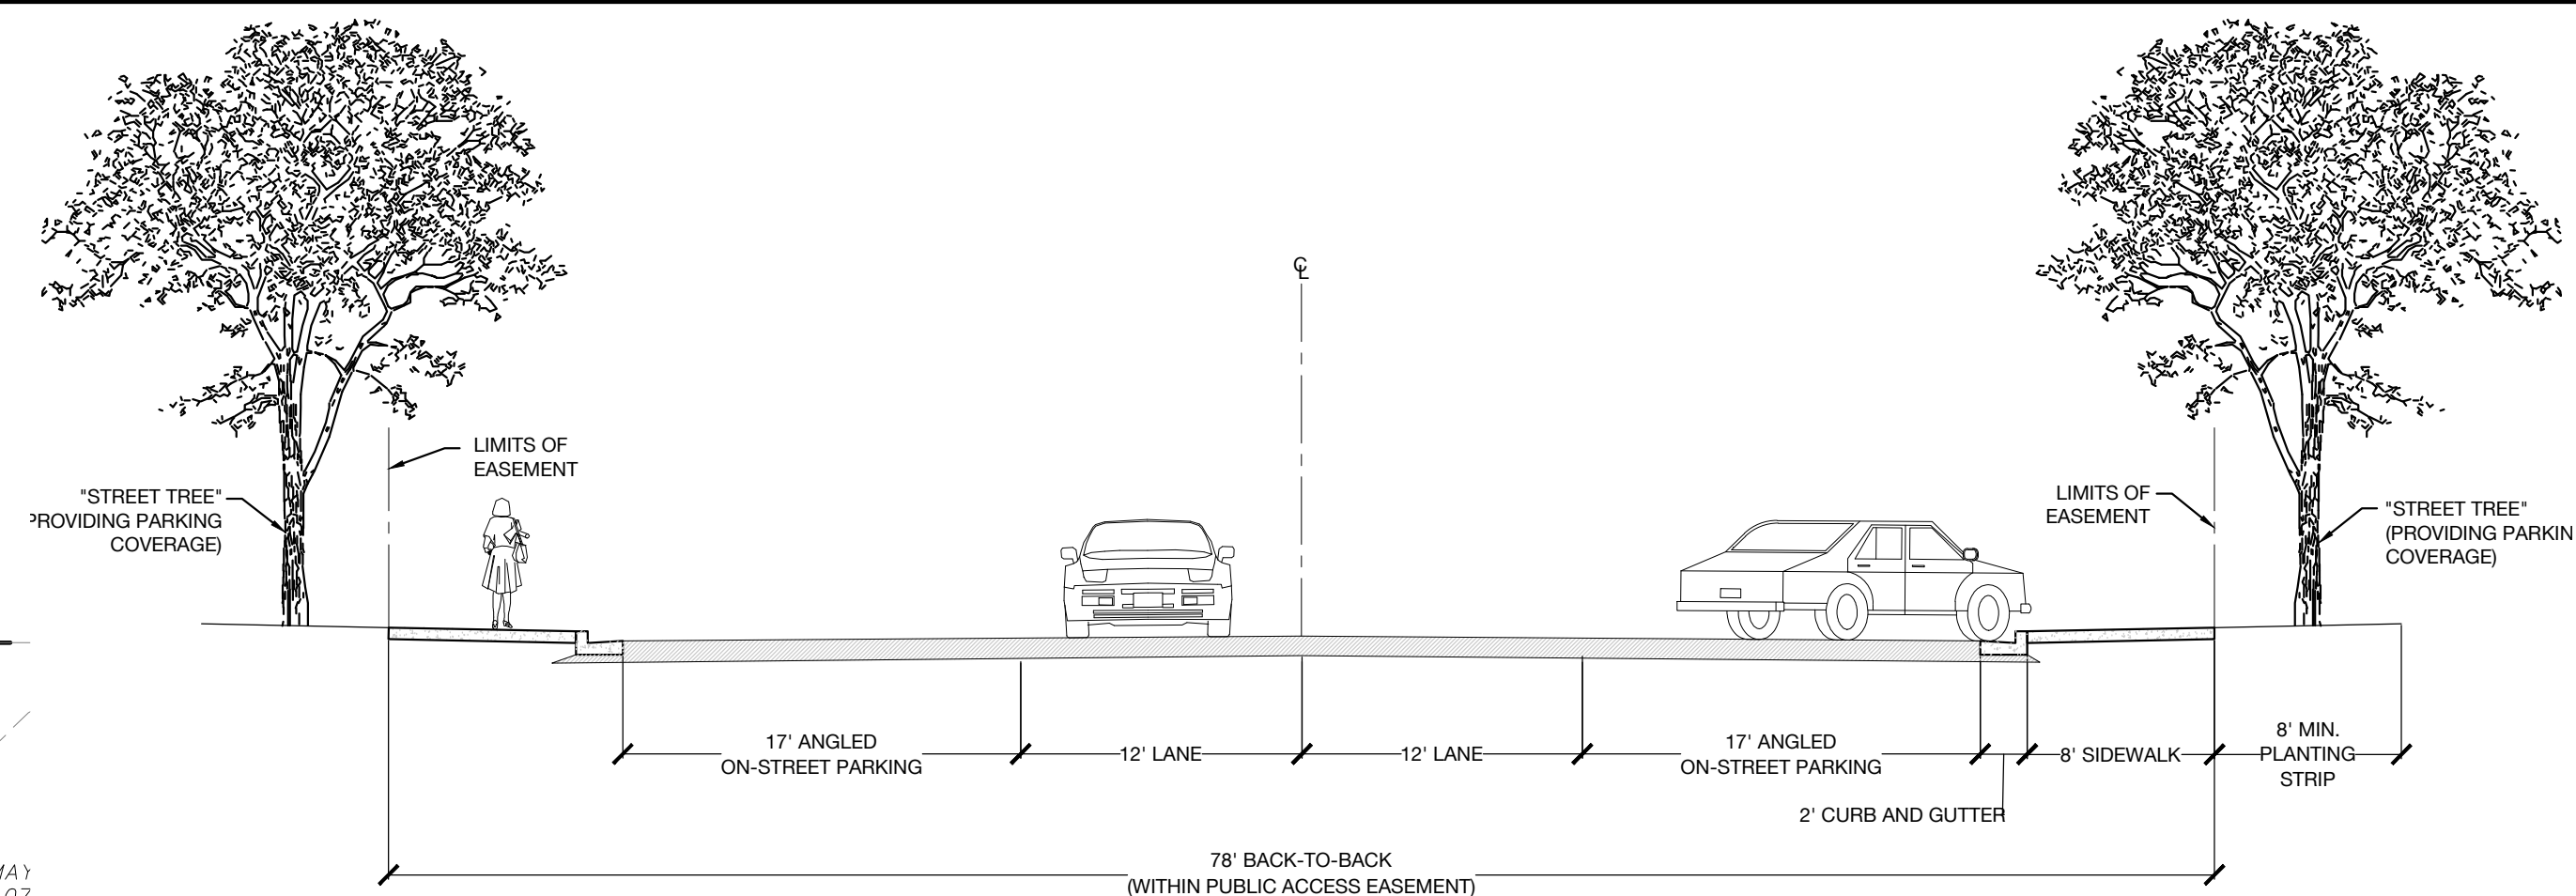 ℄
LIMITS OF
EASEMENT
"STREET TREE"
PROVIDING PARKING
COVERAGE)
LIMITS OF
EASEMENT
"STREET TREE"
(PROVIDING PARKIN
COVERAGE)
17' ANGLED
ON-STREET PARKING
12' LANE
12' LANE
17' ANGLED
ON-STREET PARKING
8' SIDEWALK
8' MIN.
PLANTING
STRIP
2' CURB AND GUTTER
78' BACK-TO-BACK
(WITHIN PUBLIC ACCESS EASEMENT)
MAY
07